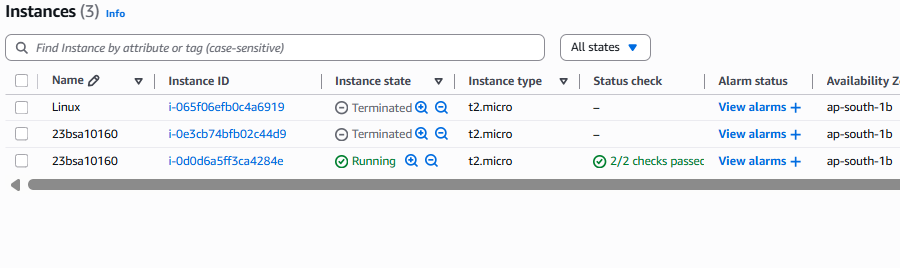 Instances (3) Info
Find Instance by attribute or tag (case-sensitive) All states
Name Instance ID Instance state Instance type Status check Alarm status Availability Z
Linux i-065f06efb0c4a6919 Terminated t2.micro – View alarms + ap-south-1b
23bsa10160 i-0e3cb74bfb02c44d9 Terminated t2.micro – View alarms + ap-south-1b
23bsa10160 i-0d0d6a5ff3ca4284e Running t2.micro 2/2 checks passec View alarms + ap-south-1b